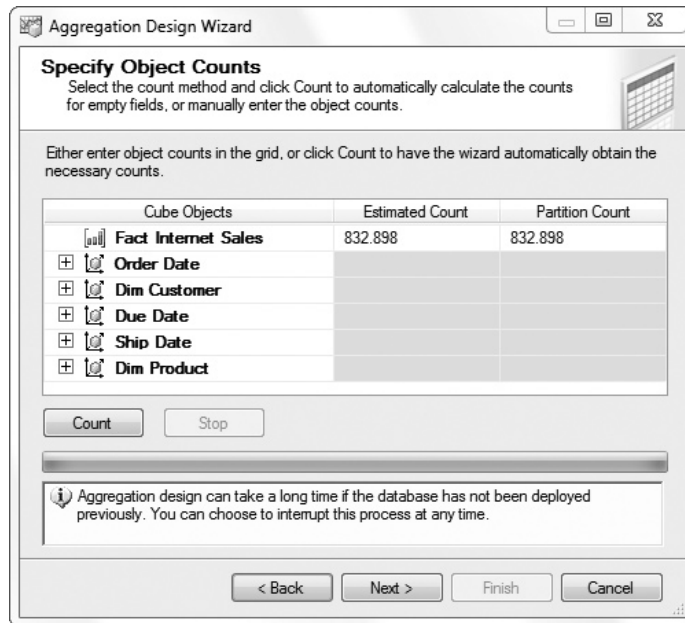 Aggregation Design Wizard
Specify Object Counts
Select the count method and click Count to automatically calculate the counts
for empty fields, or manually enter the object counts.
Either enter object counts in the grid, or click Count to have the wizard automatically obtain the
necessary counts.
Cube Objects Estimated Count Partition Count
Fact Internet Sales 832.898 832.898
Order Date
Dim Customer
Due Date
Ship Date
Dim Product
Count Stop
Aggregation design can take a long time if the database has not been deployed
previously. You can choose to interrupt this process at any time.
< Back Next > Finish Cancel